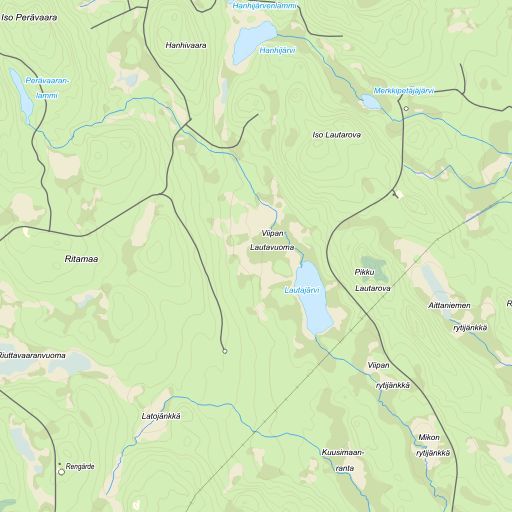 Iso Perävaara
Hanhijärvenlammi
Hanhivaara
Hanhijärvi
Perävaaran-
lammi
Merkkipetäjäjärvi
Iso Lautarova
Viipan
Lautavuoma
Ritamaa
Pikku
Lautarova
Lautajärvi
Aittaniemen
rytijänkkä
R
Riuttavaaranvuoma
Viipan
rytijänkkä
Latojänkkä
Mikon
rytijänkkä
Kuusimaan-
ranta
Rengärde